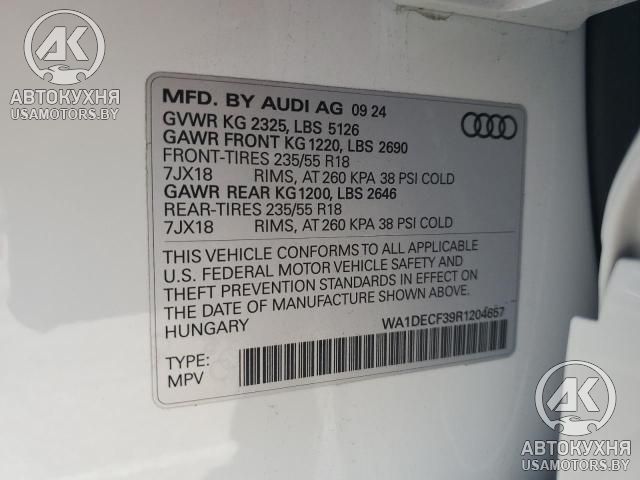 АК
АВТОКУХНЯ
USAMOTORS.BY
MFD. BY AUDI AG 09 24
GVWR KG 2325, LBS 5126
GAWR FRONT KG 1220, LBS 2690
FRONT-TIRES 235/55 R18
7JX18 RIMS, AT 260 KPA 38 PSI COLD
GAWR REAR KG 1200, LBS 2646
REAR-TIRES 235/55 R18
7JX18 RIMS, AT 260 KPA 38 PSI COLD
THIS VEHICLE CONFORMS TO ALL APPLICABLE
U.S. FEDERAL MOTOR VEHICLE SAFETY AND
THEFT PREVENTION STANDARDS IN EFFECT ON
THE DATE OF MANUFACTURE SHOWN ABOVE.
HUNGARY
WA1DECF39R1204657
TYPE:
MPV
АК
АВТОКУХНЯ
USAMOTORS.BY